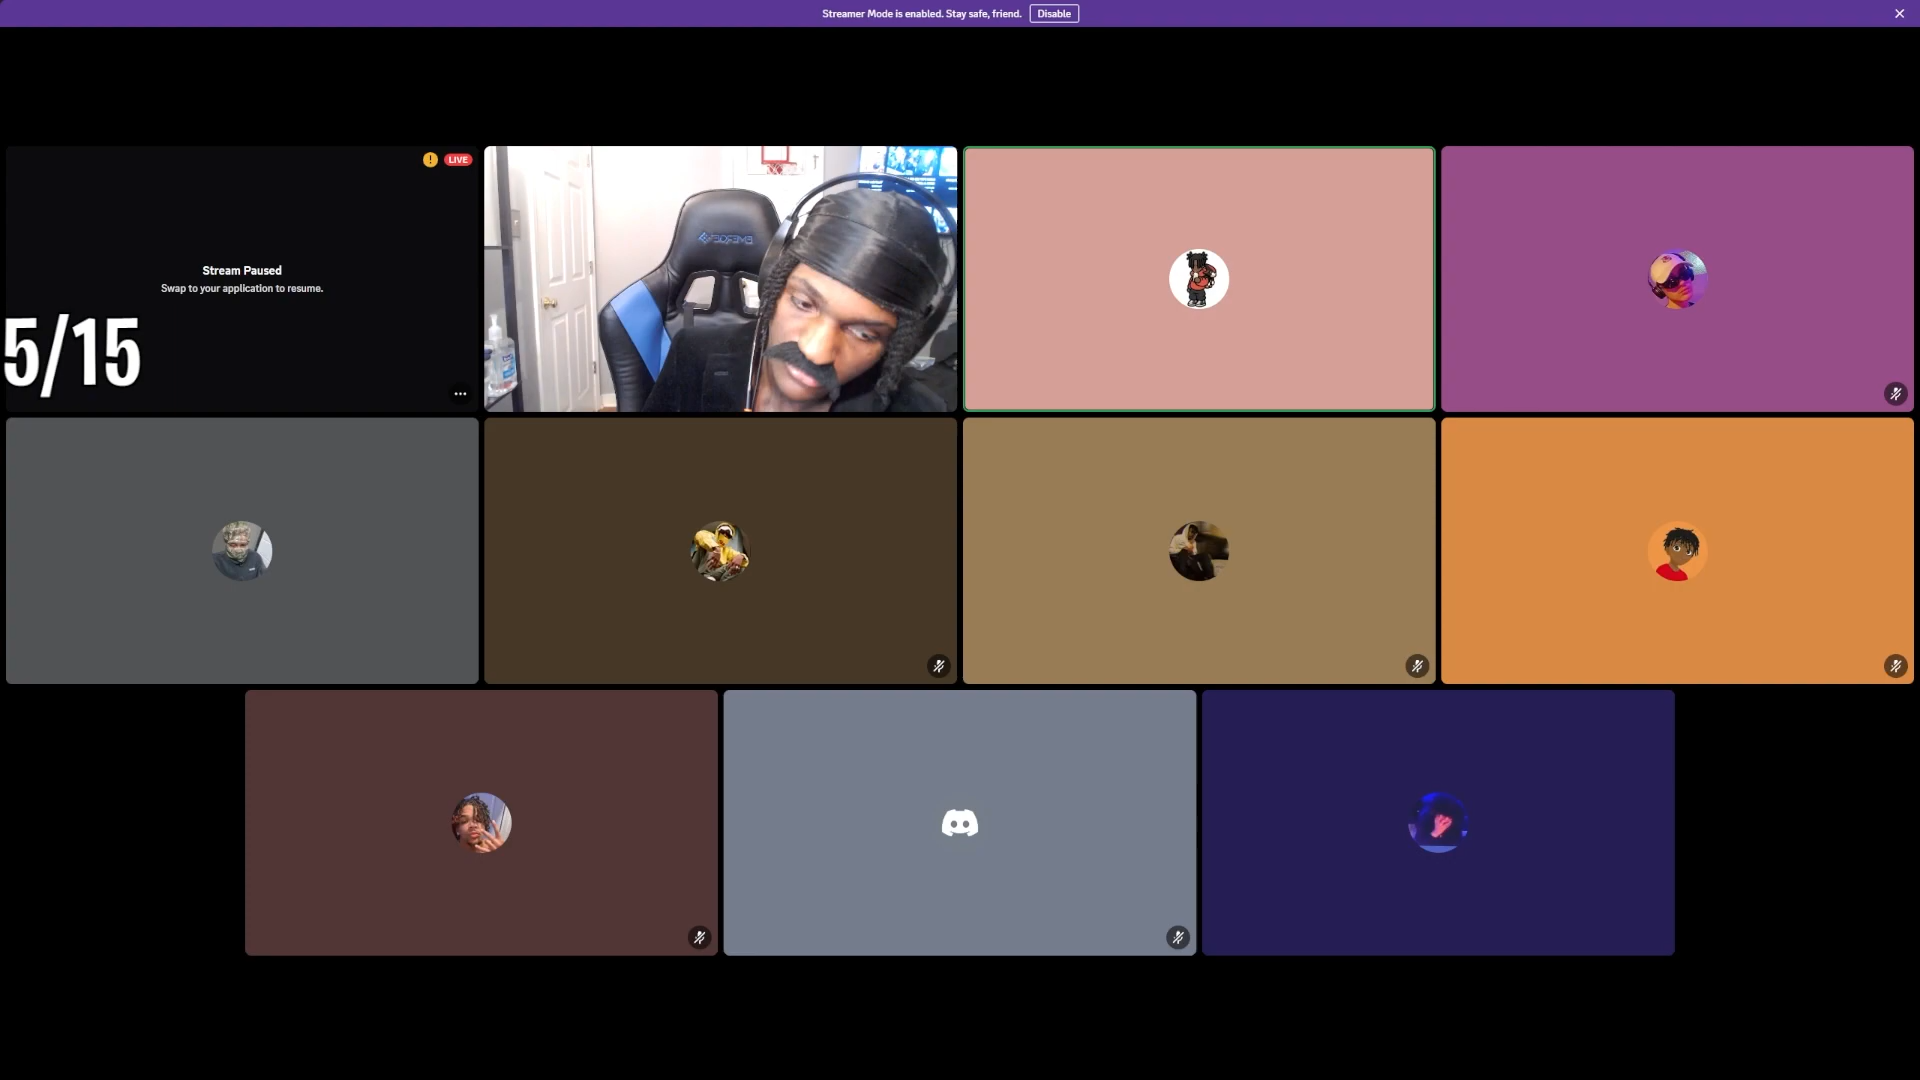 Streamer Mode is enabled. Stay safe, friend. Disable
LIVE
Stream Paused
Swap to your application to resume.
5/15